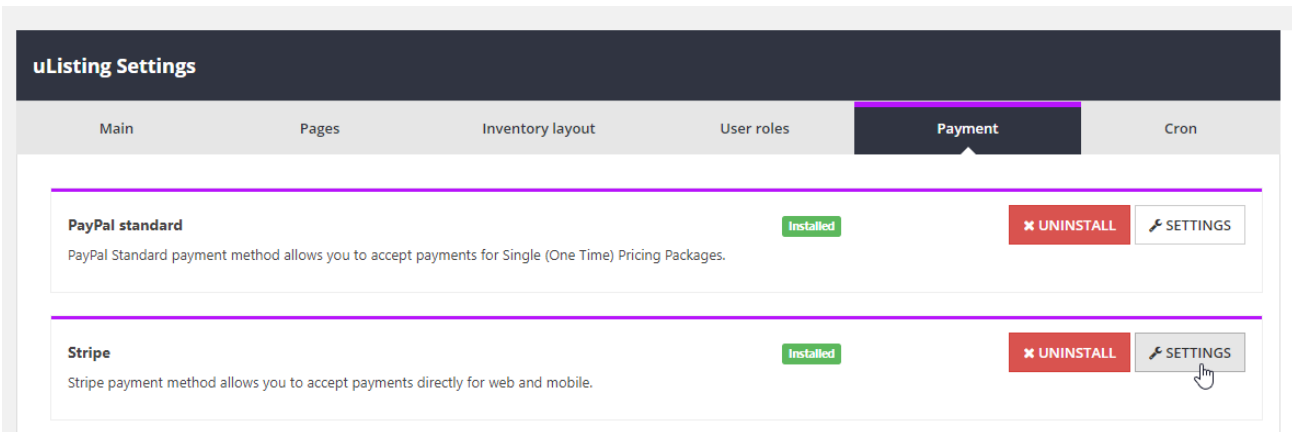 uListing Settings
Main Pages Inventory layout User roles Payment Cron
PayPal standard Installed UNINSTALL SETTINGS
PayPal Standard payment method allows you to accept payments for Single (One Time) Pricing Packages.
Stripe Installed UNINSTALL SETTINGS
Stripe payment method allows you to accept payments directly for web and mobile.